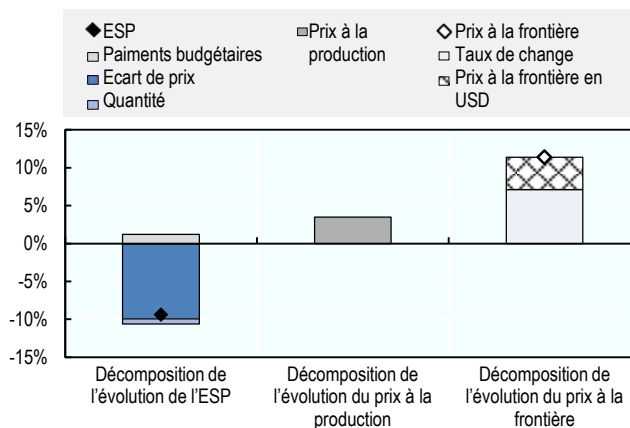 ESP
Paiments budgétaires
Ecart de prix
Quantité
Prix à la
production
Prix à la frontière
Taux de change
Prix à la frontière en
USD
15%
10%
5%
0%
-5%
-10%
-15%
Décomposition de
l’évolution de l’ESP
Décomposition de
l’évolution du prix à la
production
Décomposition de
l’évolution du prix à la
frontière